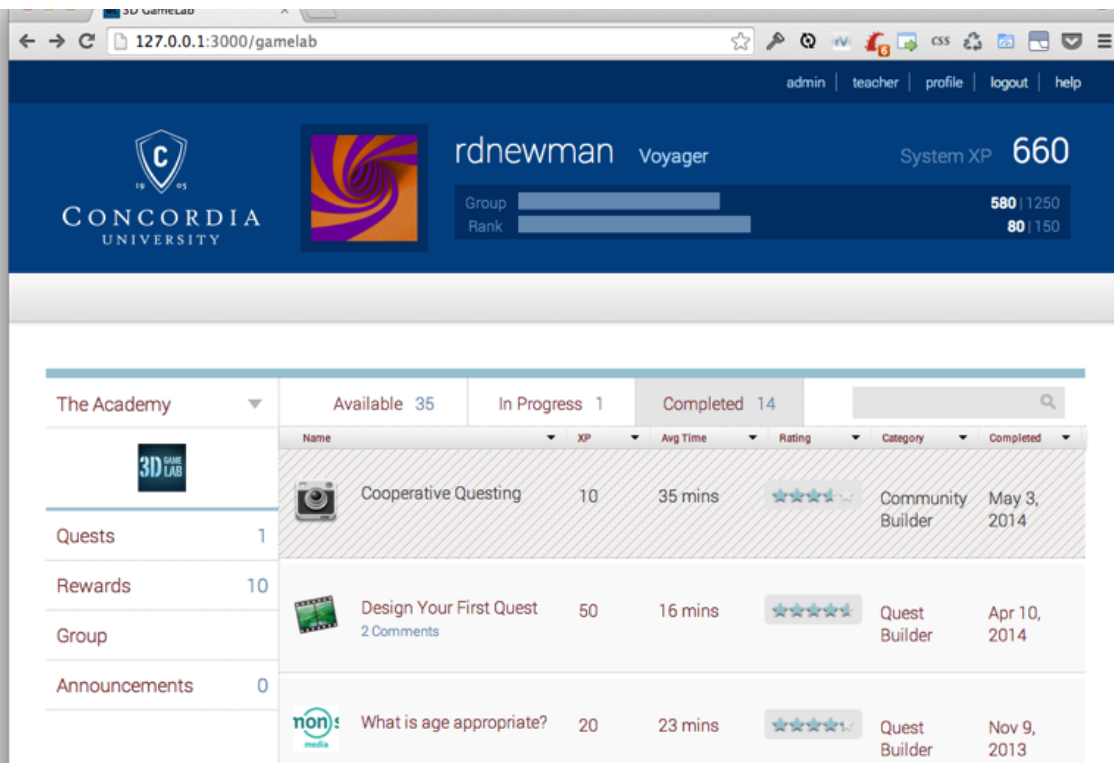 3D GameLab
127.0.0.1:3000/gamelab
6
CSS
admin | teacher | profile | logout | help
C
19 05
CONCORDIA
UNIVERSITY
rdnewman Voyager
System XP 660
Group 580 | 1250
Rank 80 | 150
The Academy
Available 35 In Progress 1 Completed 14
Name XP Avg Time Rating Category Completed
3D GAME LAB
Cooperative Questing 10 35 mins Community Builder May 3, 2014
Quests 1
Rewards 10
Design Your First Quest 50 16 mins Quest Builder Apr 10, 2014
2 Comments
Group
Announcements 0
What is age appropriate? 20 23 mins Quest Builder Nov 9, 2013
media